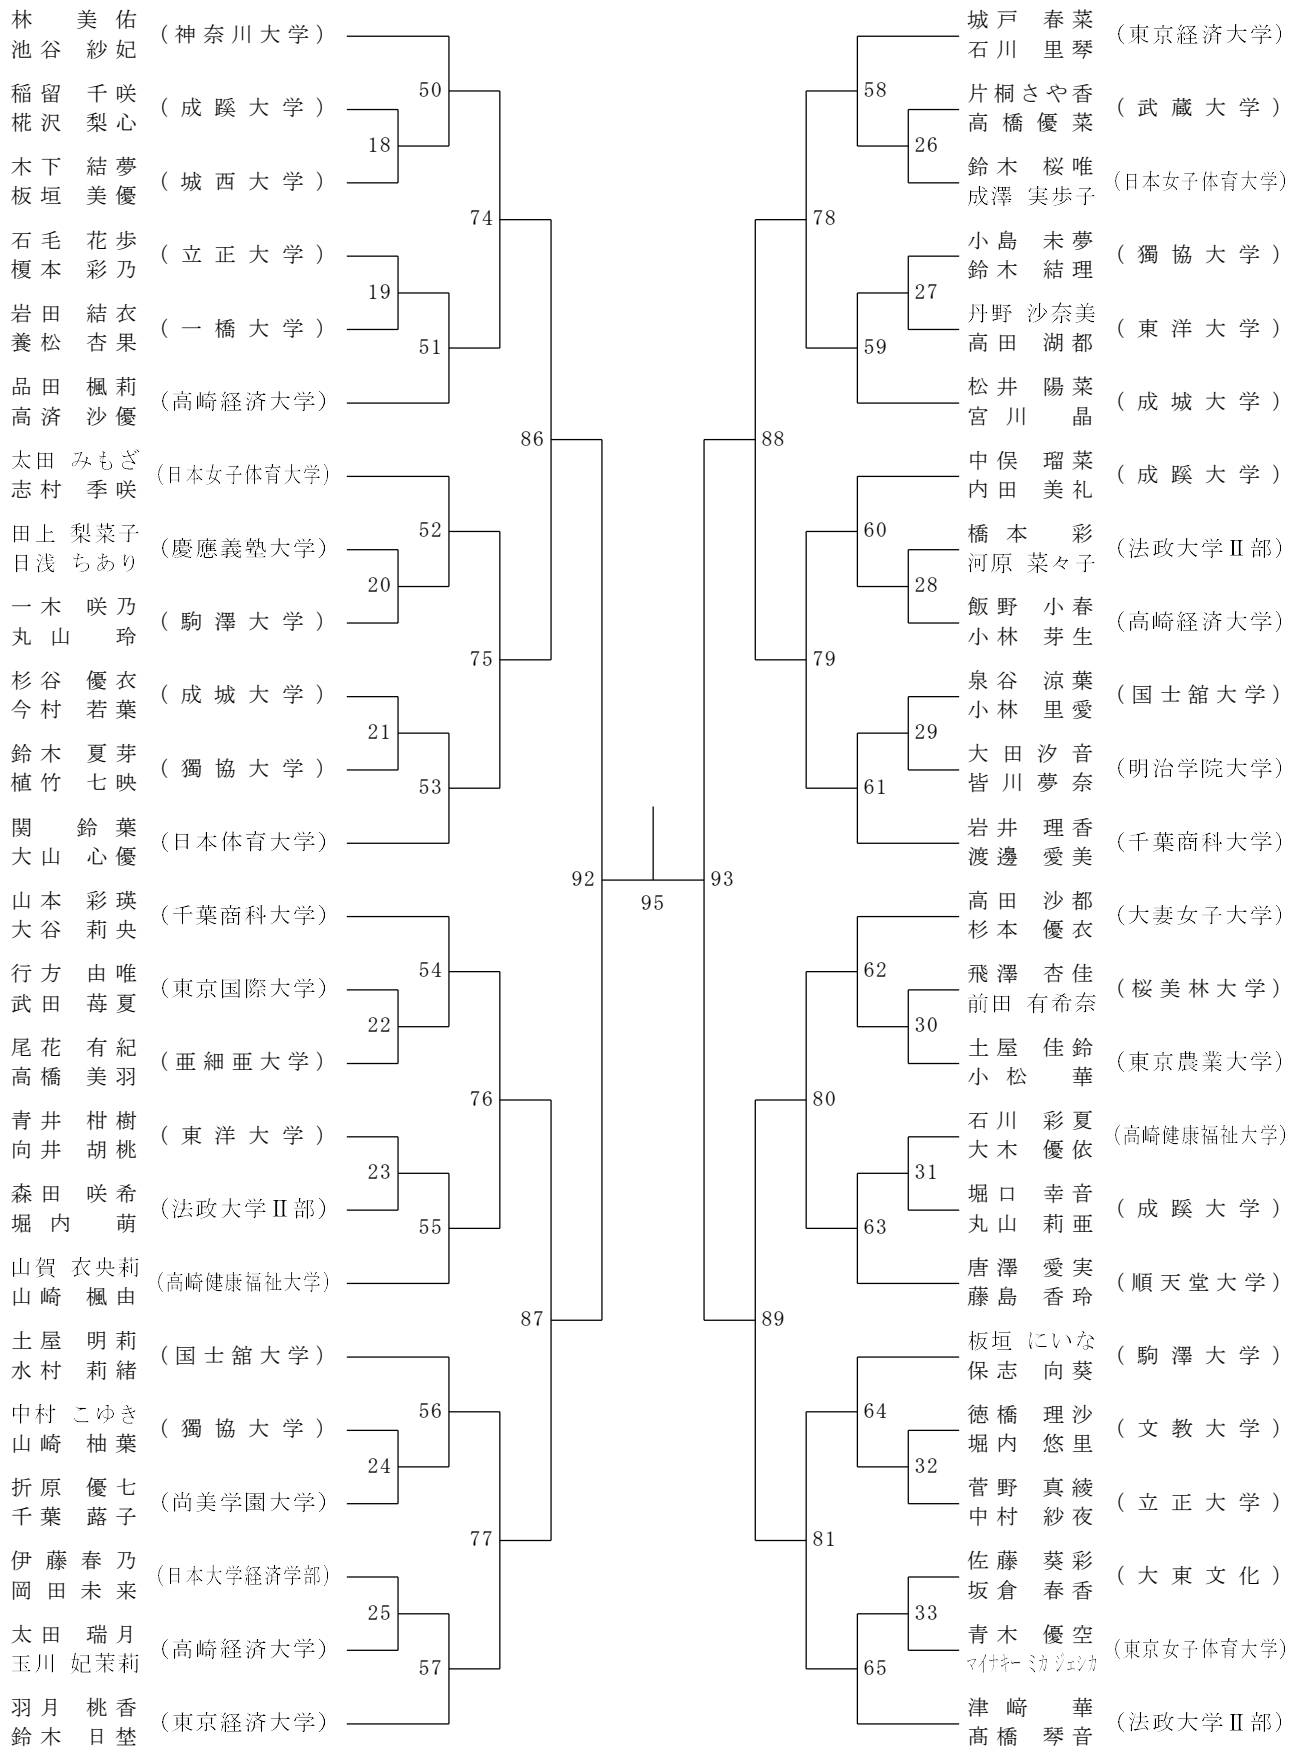 林 美佑
池谷 紗妃
(神奈川大学)
稲留 千咲
椛沢 梨心
(成蹊大学)
木下 結夢
板垣 美優
(城西大学)
石毛 花歩
榎本 彩乃
(立正大学)
岩田 結衣
養松 杏果
(一橋大学)
品田 楓莉
高済 沙優
(高崎経済大学)
太田 みもざ
志村 季咲
(日本女子体育大学)
田上 梨菜子
日浅 ちあり
(慶應義塾大学)
一木 咲乃
丸山 玲
(駒澤大学)
杉谷 優衣
今村 若葉
(成城大学)
鈴木 夏芽
植竹 七映
(獨協大学)
関 鈴葉
大山 心優
(日本体育大学)
山本 彩瑛
大谷 莉央
(千葉商科大学)
行方 由唯
武田 苺夏
(東京国際大学)
尾花 有紀
高橋 美羽
(亜細亜大学)
青井 柑樹
向井 胡桃
(東洋大学)
森田 咲希
堀内 萌
(法政大学Ⅱ部)
山賀 衣央莉
山崎 楓由
(高崎健康福祉大学)
土屋 明莉
水村 莉緒
(国士舘大学)
中村 こゆき
山崎 柚葉
(獨協大学)
折原 優七
千葉 蕗子
(尚美学園大学)
伊藤春乃
岡田未来
(日本大学経済学部)
太田 瑞月
玉川 妃茉莉
(高崎経済大学)
羽月 桃香
鈴木 日埜
(東京経済大学)
18
19
20
21
22
23
24
25
50
51
52
53
54
55
56
57
74
75
76
77
86
87
92
95
93
88
89
78
79
80
81
58
59
60
61
62
63
64
65
26
27
28
29
30
31
32
33
城戸 春菜
石川 里琴
(東京経済大学)
片桐さや香
高橋優菜
(武蔵大学)
鈴木 桜唯
成澤 実歩子
(日本女子体育大学)
小島 未夢
鈴木 結理
(獨協大学)
丹野 沙奈美
高田 湖都
(東洋大学)
松井 陽菜
宮川 晶
(成城大学)
中俣 瑠菜
内田 美礼
(成蹊大学)
橋本 彩
河原 菜々子
(法政大学Ⅱ部)
飯野 小春
小林 芽生
(高崎経済大学)
泉谷 涼葉
小林 里愛
(国士舘大学)
大田汐音
皆川夢奈
(明治学院大学)
岩井 理香
渡邊 愛美
(千葉商科大学)
高田 沙都
杉本 優衣
(大妻女子大学)
飛澤 杏佳
前田 有希奈
(桜美林大学)
土屋 佳鈴
小松 華
(東京農業大学)
石川 彩夏
大木 優依
(高崎健康福祉大学)
堀口 幸音
丸山 莉亜
(成蹊大学)
唐澤 愛実
藤島 香玲
(順天堂大学)
板垣 にいな
保志 向葵
(駒澤大学)
徳橋 理沙
堀内 悠里
(文教大学)
菅野 真綾
中村 紗夜
(立正大学)
佐藤 葵彩
坂倉 春香
(大東文化)
青木 優空
マイナキー ミカ ジェシカ
(東京女子体育大学)
津﨑 華
髙橋 琴音
(法政大学Ⅱ部)